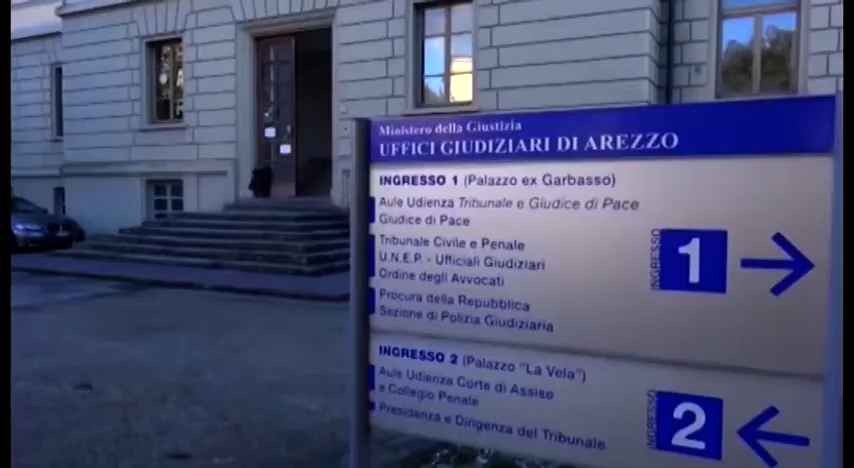 Ministero della Giustizia
UFFICI GIUDIZIARI DI AREZZO
INGRESSO 1 (Palazzo ex Garbasso)
Aule Udienza Tribunale e Giudice di Pace
Giudice di Pace
Tribunale Civile e Penale
U.N.E.P. - Ufficiali Giudiziari
Ordine degli Avvocati
Procura della Repubblica
Sezione di Polizia Giudiziaria
INGRESSO 1
INGRESSO 2 (Palazzo "La Vela")
Aule Udienza Corte di Assise
e Collegio Penale
Presidenza e Dirigenza del Tribunale
INGRESSO 2